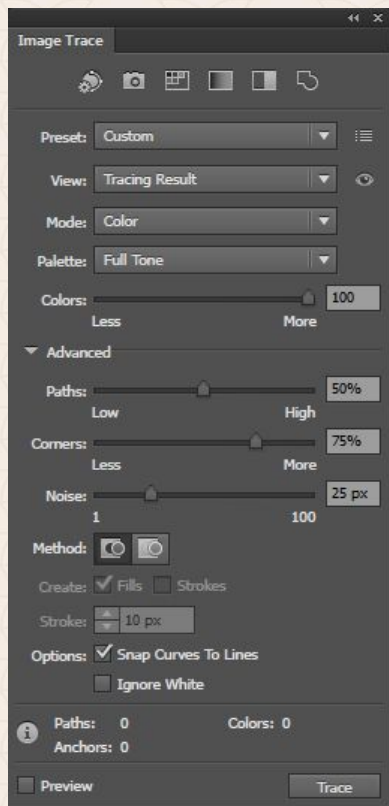 Image Trace
Preset: Custom
View: Tracing Result
Mode: Color
Palette: Full Tone
Colors: 100
Less More
Advanced
Paths: 50%
Low High
Corners: 75%
Less More
Noise: 25 px
1 100
Method:
Create: Fills Strokes
Stroke: 10 px
Options: Snap Curves To Lines
Ignore White
Paths: 0 Colors: 0
Anchors: 0
Preview Trace